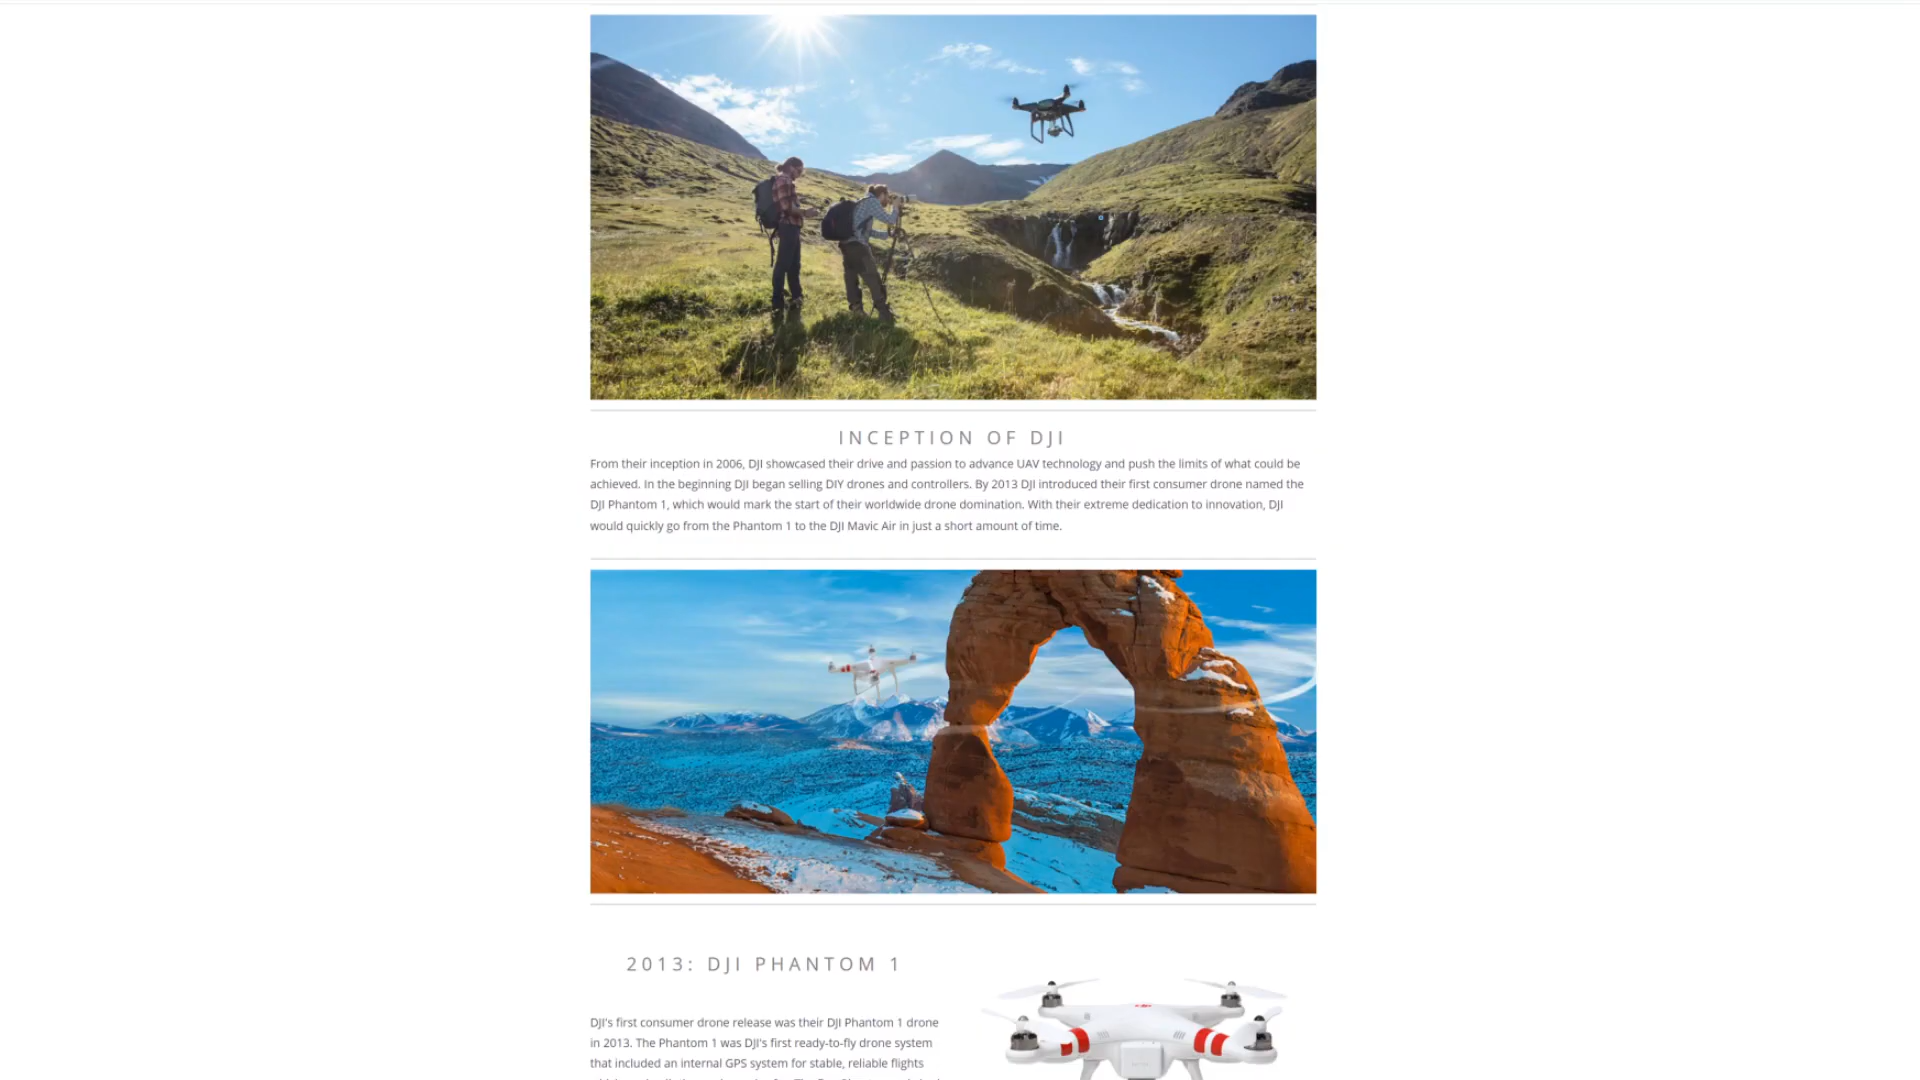 INCEPTION OF DJI
From their inception in 2006, DJI showcased their drive and passion to advance UAV technology and push the limits of what could be
achieved. In the beginning DJI began selling DIY drones and controllers. By 2013 DJI introduced their first consumer drone named the
DJI Phantom 1, which would mark the start of their worldwide drone domination. With their extreme dedication to innovation, DJI
would quickly go from the Phantom 1 to the DJI Mavic Air in just a short amount of time.
2013: DJI PHANTOM 1
DJI's first consumer drone release was their DJI Phantom 1 drone
in 2013. The Phantom 1 was DJI's first ready-to-fly drone system
that included an internal GPS system for stable, reliable flights